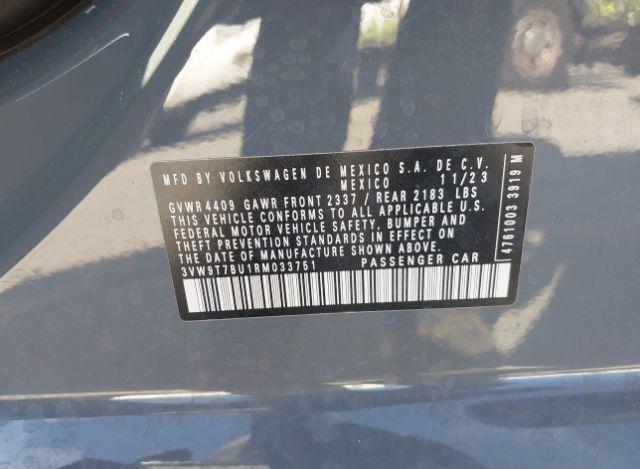 MFD BY VOLKSWAGEN DE MEXICO S.A. DE C.V.
MEXICO 11/23
GVWR 4409 GAWR FRONT 2337 / REAR 2183 LBS
THIS VEHICLE CONFORMS TO ALL APPLICABLE U.S.
FEDERAL MOTOR VEHICLE SAFETY, BUMPER AND
THEFT PREVENTION STANDARDS IN EFFECT ON
THE DATE OF MANUFACTURE SHOWN ABOVE.
3VW9T7BU1RM033751 PASSENGER CAR
4761003 3919 M